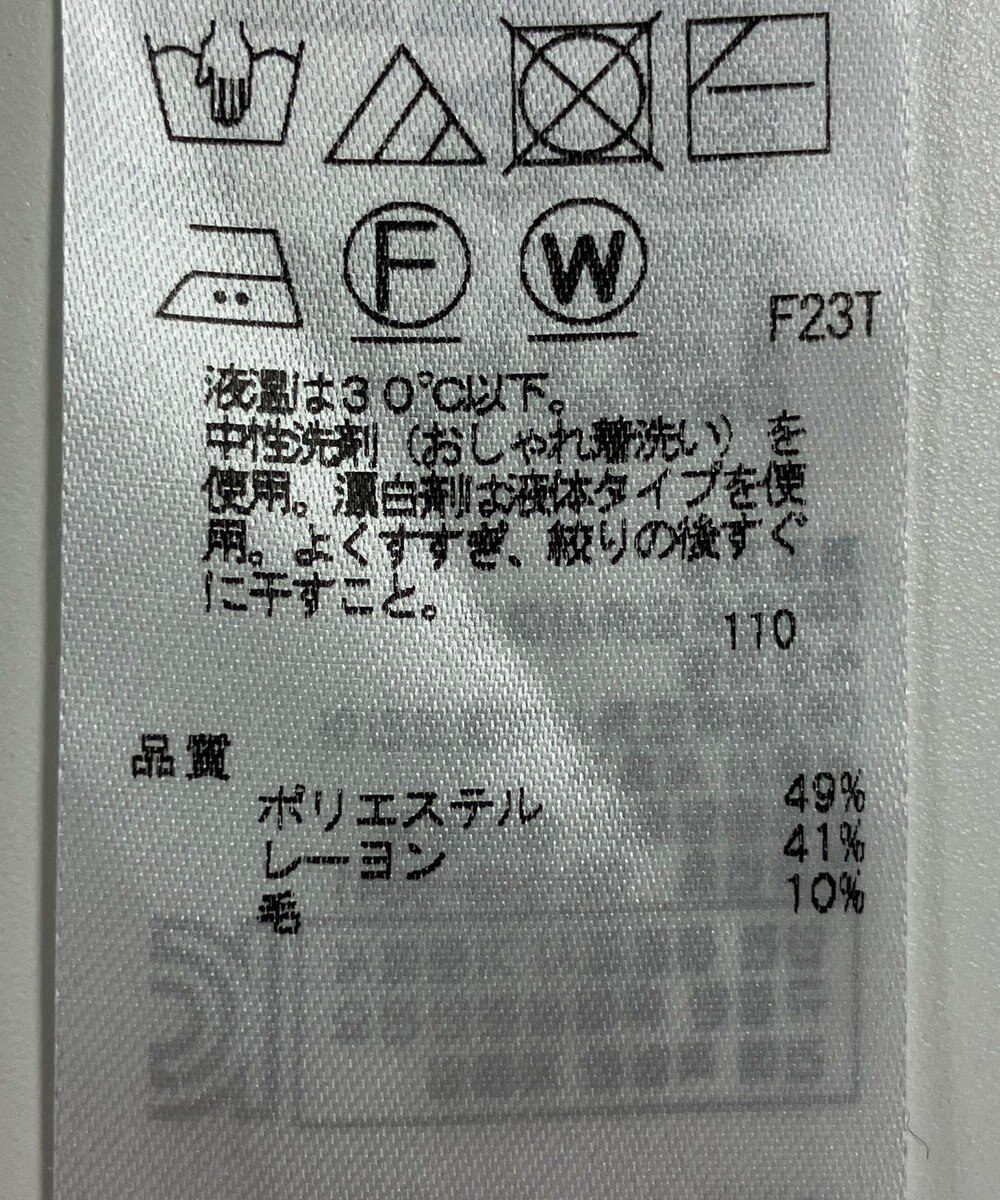 F
W
F23T
液温は30℃以下。
中性洗剤（おしゃれ着洗い）を
使用。漂白剤は液体タイプを使
用。よくすすぎ、絞りの後すぐ
に干すこと。
110
品質
ポリエステル 49%
レーヨン 41%
毛 10%